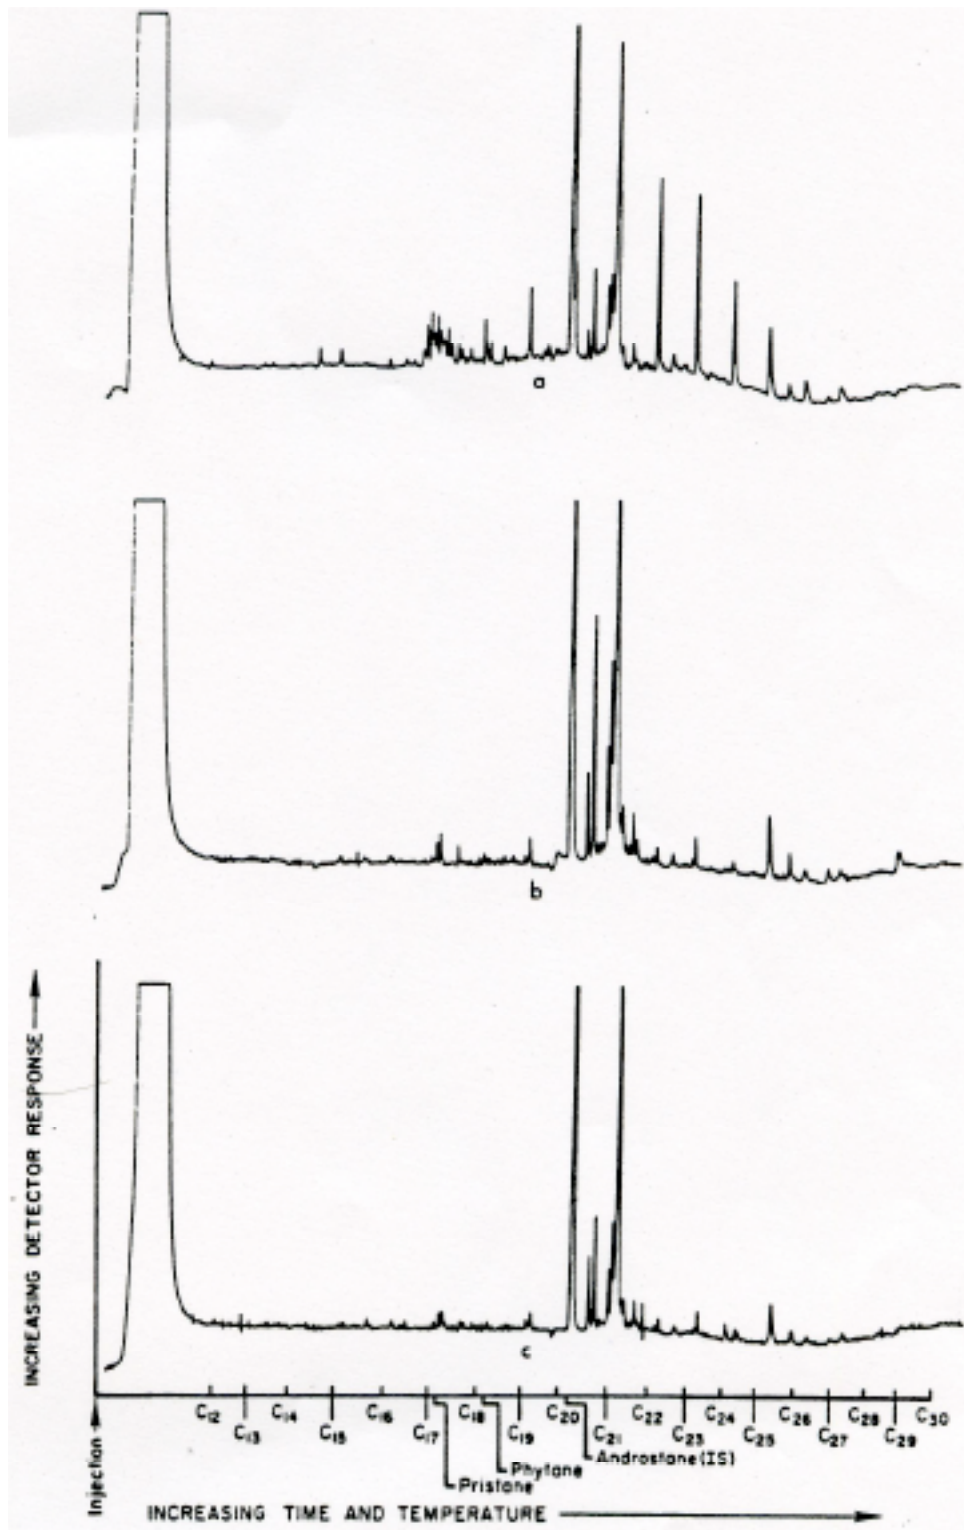 a
b
c
INCREASING DETECTOR RESPONSE
C12 C14 C16 C18 C20 C22 C24 C26 C28 C30
C13 C15 C17 C19 C21 C23 C25 C27 C29
Androstane (IS)
Phytane
Pristane
Injection
INCREASING TIME AND TEMPERATURE